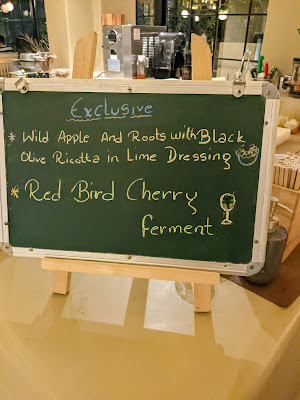 Exclusive
* Wild Apple And Roots with Black
Olive Ricotta in Lime Dressing
* Red Bird Cherry
ferment